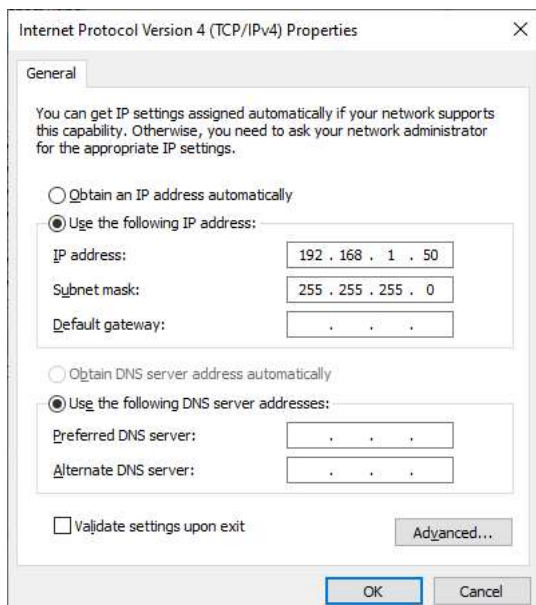 Internet Protocol Version 4 (TCP/IPv4) Properties
General
You can get IP settings assigned automatically if your network supports
this capability. Otherwise, you need to ask your network administrator
for the appropriate IP settings.
Obtain an IP address automatically
Use the following IP address:
IP address: 192 . 168 . 1 . 50
Subnet mask: 255 . 255 . 255 . 0
Default gateway: . . .
Obtain DNS server address automatically
Use the following DNS server addresses:
Preferred DNS server: . . .
Alternate DNS server: . . .
Validate settings upon exit
Advanced...
OK Cancel